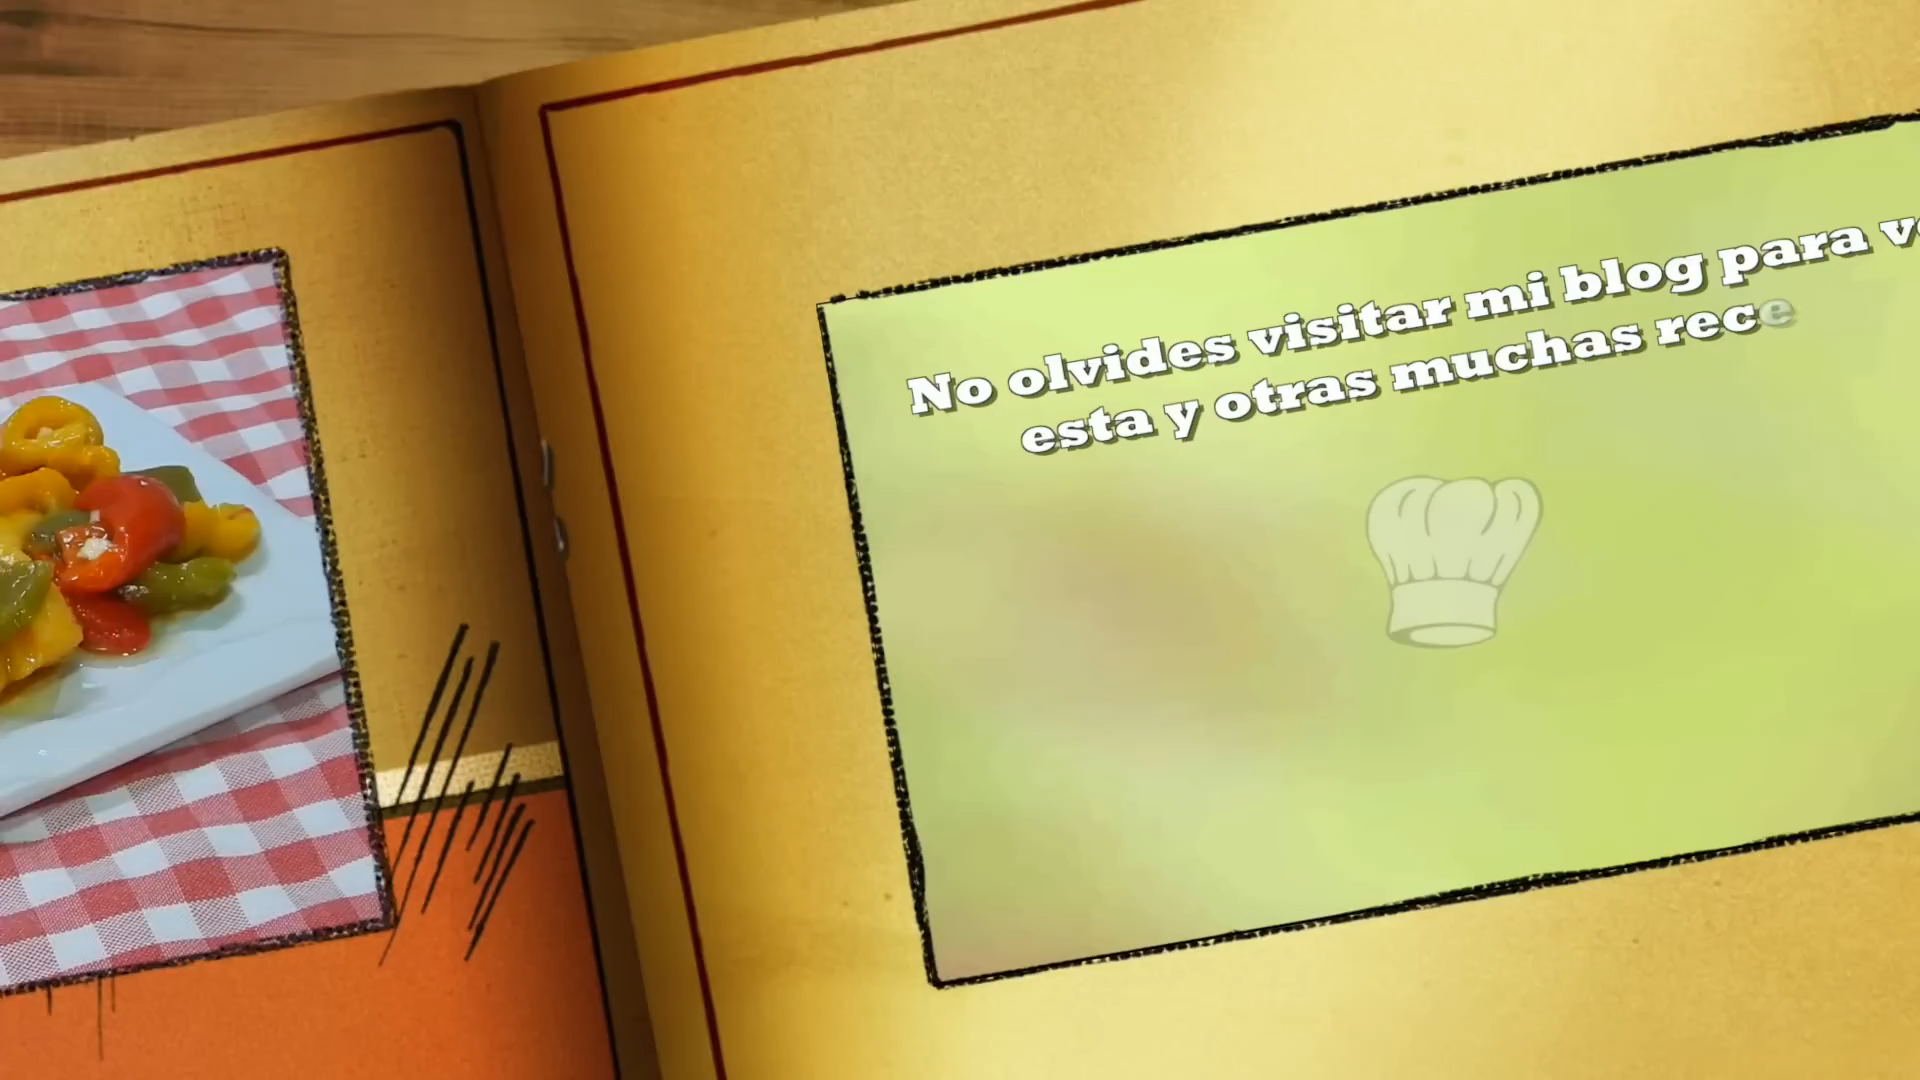 No olvides visitar mi blog para
esta y otras muchas rece